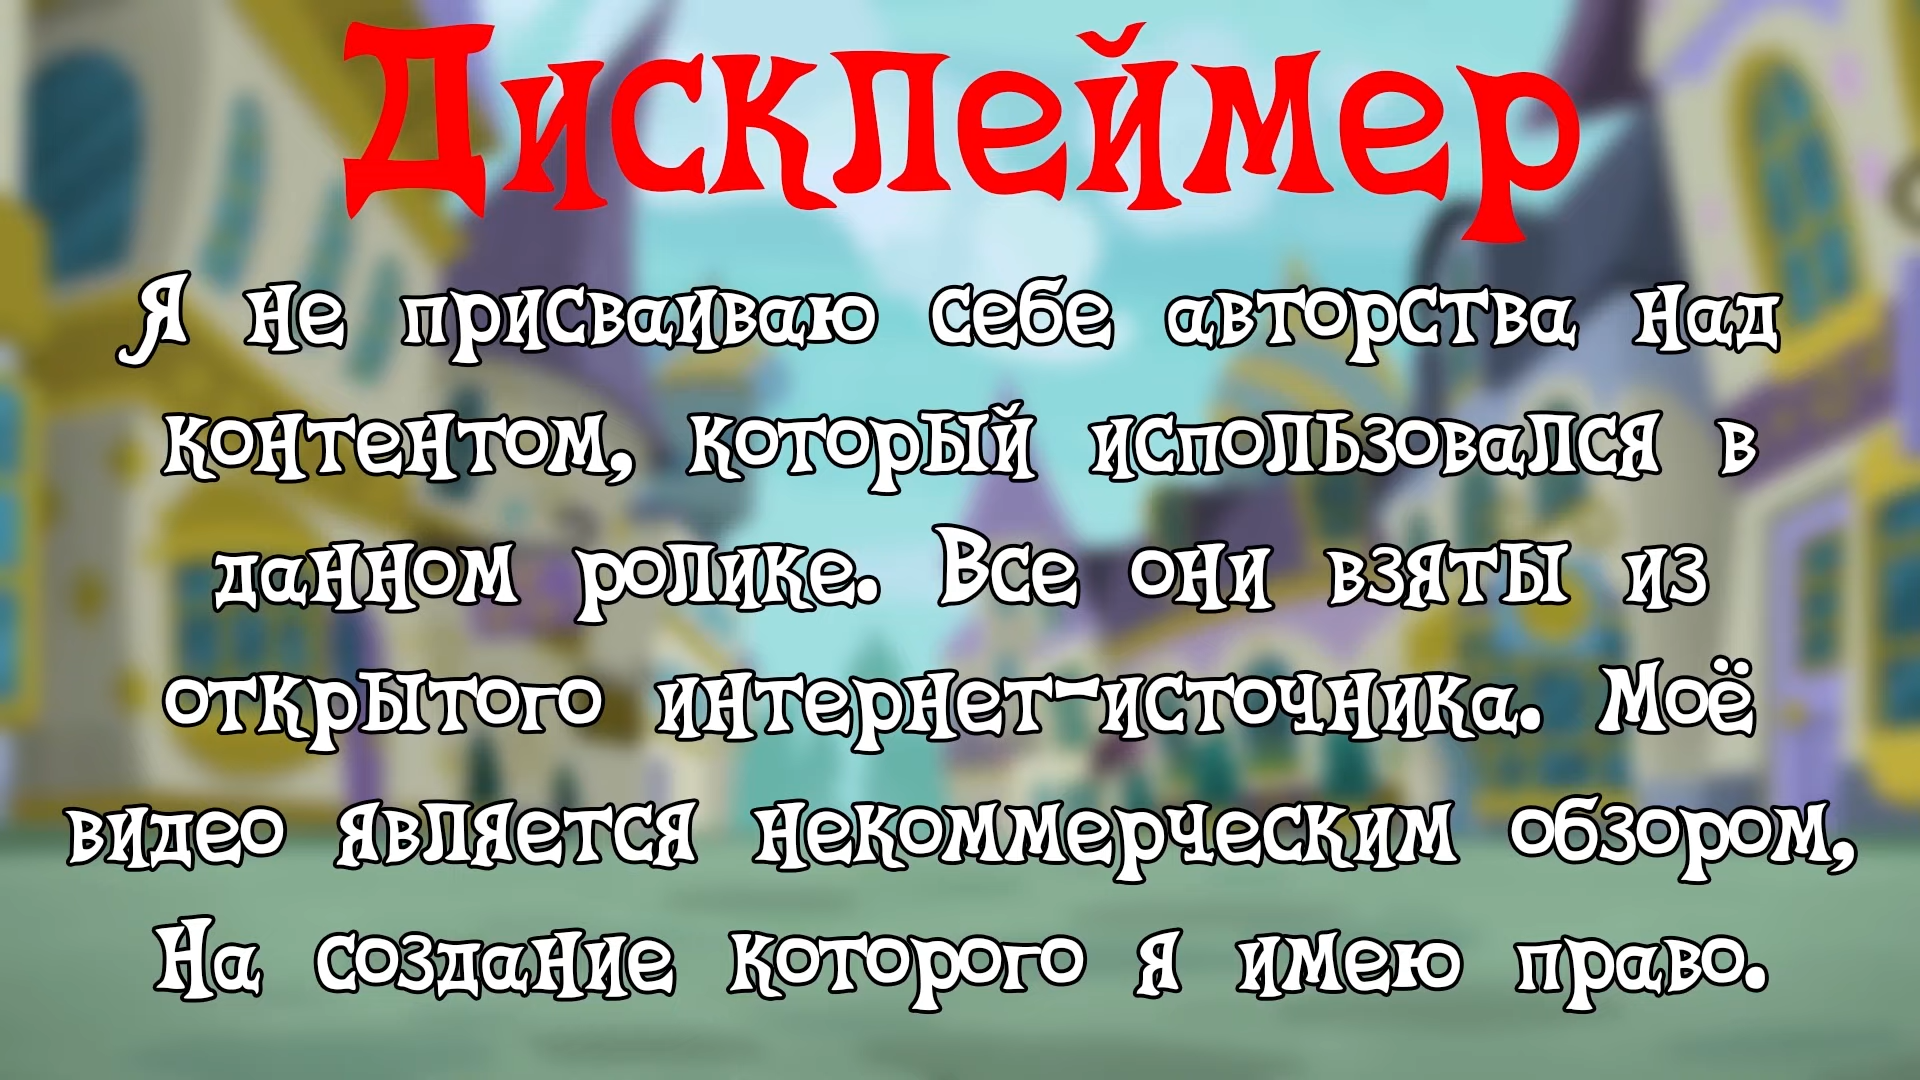 Дисклеймер
Я не присваиваю себе авторства над
контентом, который использовался в
данном ролике. Все они взяты из
открытого интернет-источника. Моё
видео является некоммерческим обзором,
На создание которого я имею право.